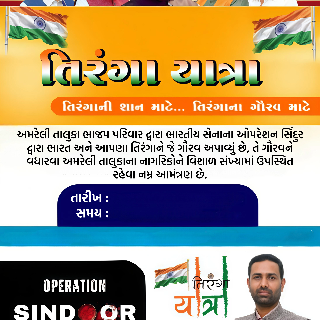 તિરંગા યાત્રા
તિરંગાની શાન માટે... તિરંગાના ગૌરવ માટે
અમરેલી તાલુકા ભાજપ પરિવાર દ્વારા ભારતીય સેનાના ઓપરેશન સિંદુર
દ્વારા ભારત અને આપણા તિરંગાને જે ગૌરવ અપાવ્યું છે, તે ગૌરવને
વધારવા અમરેલી તાલુકાના નાગરિકોને વિશાળ સંખ્યામાં ઉપસ્થિત
રહેવા નમ્ર આમંત્રણ છે.
તારીખ :
સમય :
OPERATION
SINDOOR
તિરંગા
યાત્રા